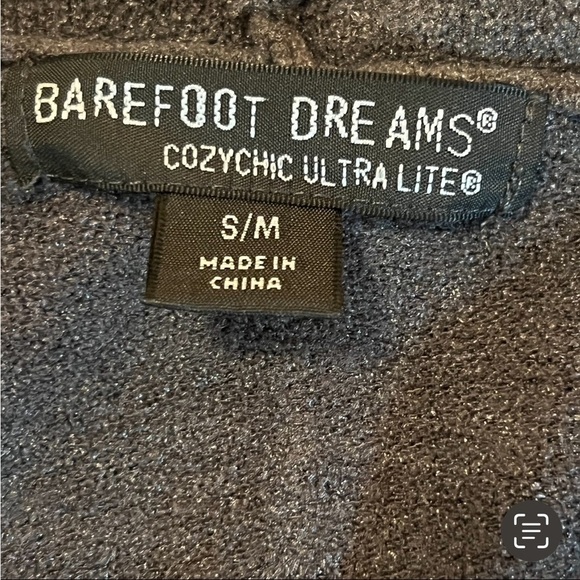 BAREFOOT DREAMS®
COZYCHIC ULTRA LITE®
S/M
MADE IN
CHINA